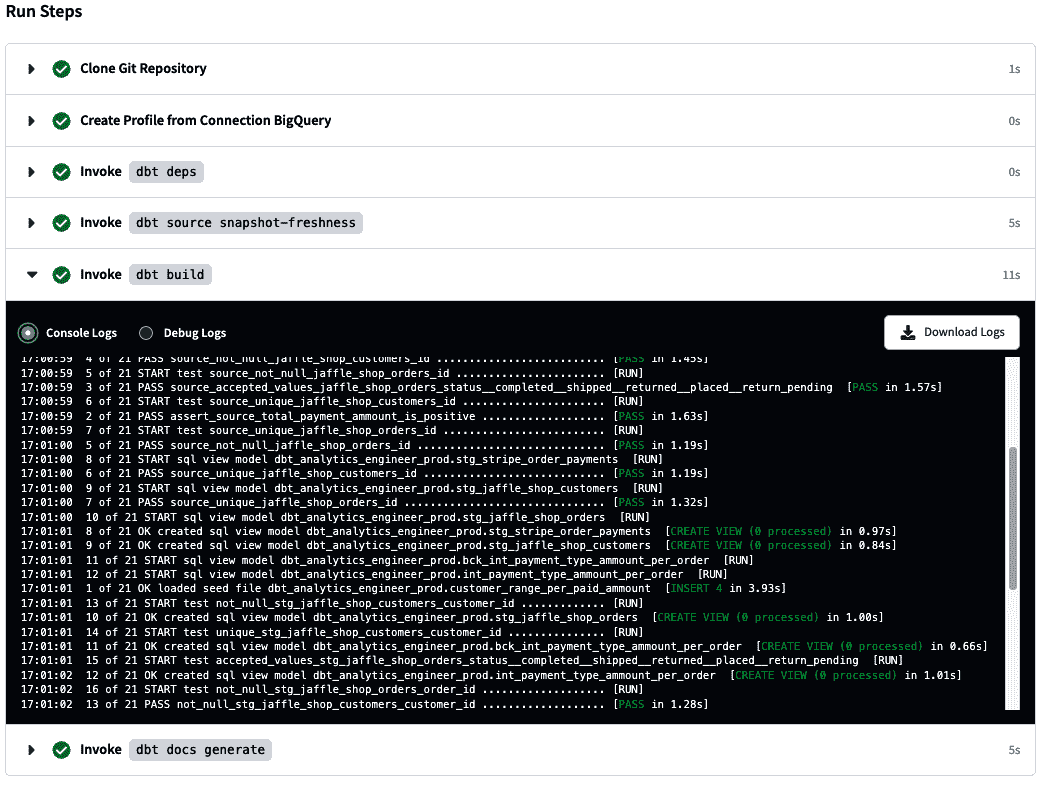 Run Steps
Clone Git Repository 1s
Create Profile from Connection BigQuery 0s
Invoke dbt deps 0s
Invoke dbt source snapshot-freshness 5s
Invoke dbt build 11s
Console Logs Debug Logs Download Logs
17:00:59 4 of 21 PASS source_not_null_jaffle_shop_customers_id .......................... [PASS in 1.45s]
17:00:59 5 of 21 START test source_not_null_jaffle_shop_orders_id ....................... [RUN]
17:00:59 3 of 21 PASS source_accepted_values_jaffle_shop_orders_status__completed__shipped__returned__placed__return_pending [PASS in 1.57s]
17:00:59 6 of 21 START test source_unique_jaffle_shop_customers_id ...................... [RUN]
17:00:59 2 of 21 PASS assert_source_total_payment_amount_is_positive ................... [PASS in 1.63s]
17:00:59 7 of 21 START test source_unique_jaffle_shop_orders_id ......................... [RUN]
17:01:00 5 of 21 PASS source_not_null_jaffle_shop_orders_id ............................. [PASS in 1.19s]
17:01:00 8 of 21 START sql view model dbt_analytics_engineer_prod.stg_stripe_order_payments [RUN]
17:01:00 6 of 21 PASS source_unique_jaffle_shop_customers_id ............................ [PASS in 1.19s]
17:01:00 9 of 21 START sql view model dbt_analytics_engineer_prod.stg_jaffle_shop_customers [RUN]
17:01:00 7 of 21 PASS source_unique_jaffle_shop_orders_id ............................... [PASS in 1.32s]
17:01:00 10 of 21 START sql view model dbt_analytics_engineer_prod.stg_jaffle_shop_orders [RUN]
17:01:01 8 of 21 OK created sql view model dbt_analytics_engineer_prod.stg_stripe_order_payments [CREATE VIEW (0 processed) in 0.97s]
17:01:01 9 of 21 OK created sql view model dbt_analytics_engineer_prod.stg_jaffle_shop_customers [CREATE VIEW (0 processed) in 0.84s]
17:01:01 11 of 21 START sql view model dbt_analytics_engineer_prod.bck_int_payment_type_ammount_per_order [RUN]
17:01:01 12 of 21 START sql view model dbt_analytics_engineer_prod.int_payment_type_ammount_per_order [RUN]
17:01:01 1 of 21 OK loaded seed file dbt_analytics_engineer_prod.customer_range_per_paid_ammount [INSERT 4 in 3.93s]
17:01:01 13 of 21 START test not_null_stg_jaffle_shop_customers_customer_id ............. [RUN]
17:01:01 10 of 21 OK created sql view model dbt_analytics_engineer_prod.stg_jaffle_shop_orders [CREATE VIEW (0 processed) in 1.00s]
17:01:01 14 of 21 START test unique_stg_jaffle_shop_customers_customer_id ............... [RUN]
17:01:01 11 of 21 OK created sql view model dbt_analytics_engineer_prod.bck_int_payment_type_ammount_per_order [CREATE VIEW (0 processed) in 0.66s]
17:01:01 15 of 21 START test accepted_values_stg_jaffle_shop_orders_status__completed__shipped__returned__placed__return_pending [RUN]
17:01:02 12 of 21 OK created sql view model dbt_analytics_engineer_prod.int_payment_type_ammount_per_order [CREATE VIEW (0 processed) in 1.01s]
17:01:02 16 of 21 START test not_null_stg_jaffle_shop_orders_order_id ................... [RUN]
17:01:02 13 of 21 PASS not_null_stg_jaffle_shop_customers_customer_id ................... [PASS in 1.28s]
Invoke dbt docs generate 5s